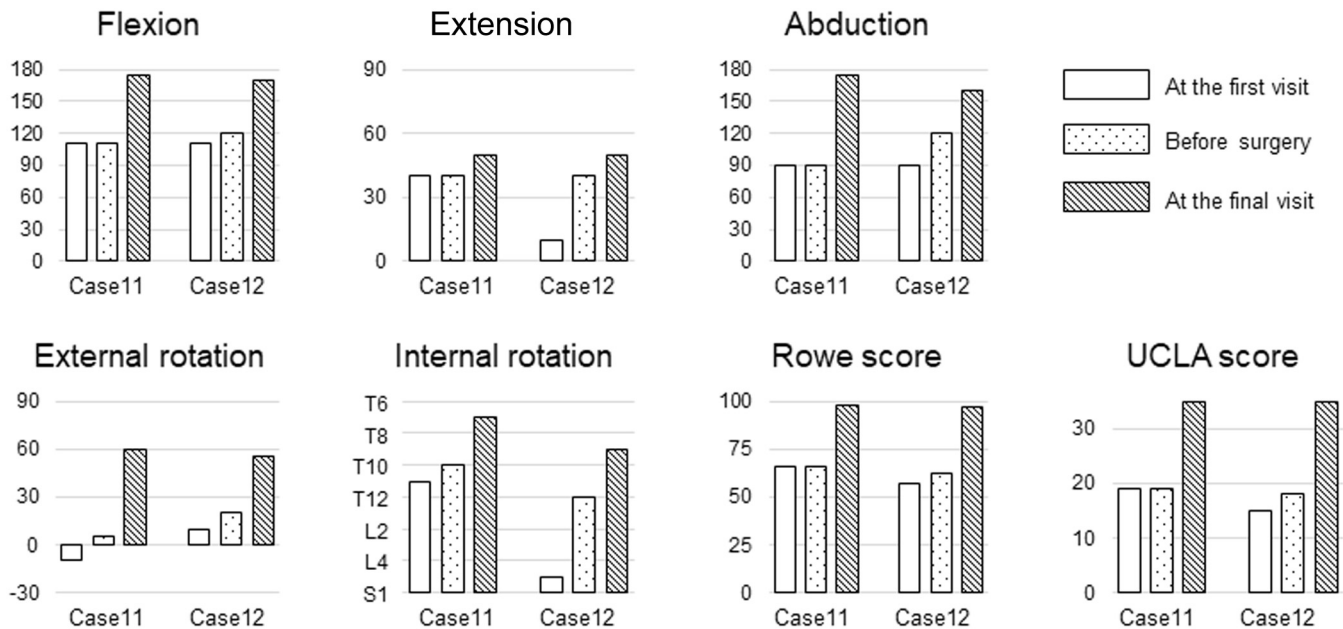 Flexion
180
150
120
90
60
30
0
Case11 Case12
Extension
90
60
30
0
Case11 Case12
Abduction
180
150
120
90
60
30
0
Case11 Case12
At the first visit
Before surgery
At the final visit
External rotation
90
60
30
0
-30
Case11 Case12
Internal rotation
T6
T8
T10
T12
L2
L4
S1
Case11 Case12
Rowe score
100
75
50
25
0
Case11 Case12
UCLA score
30
20
10
0
Case11 Case12